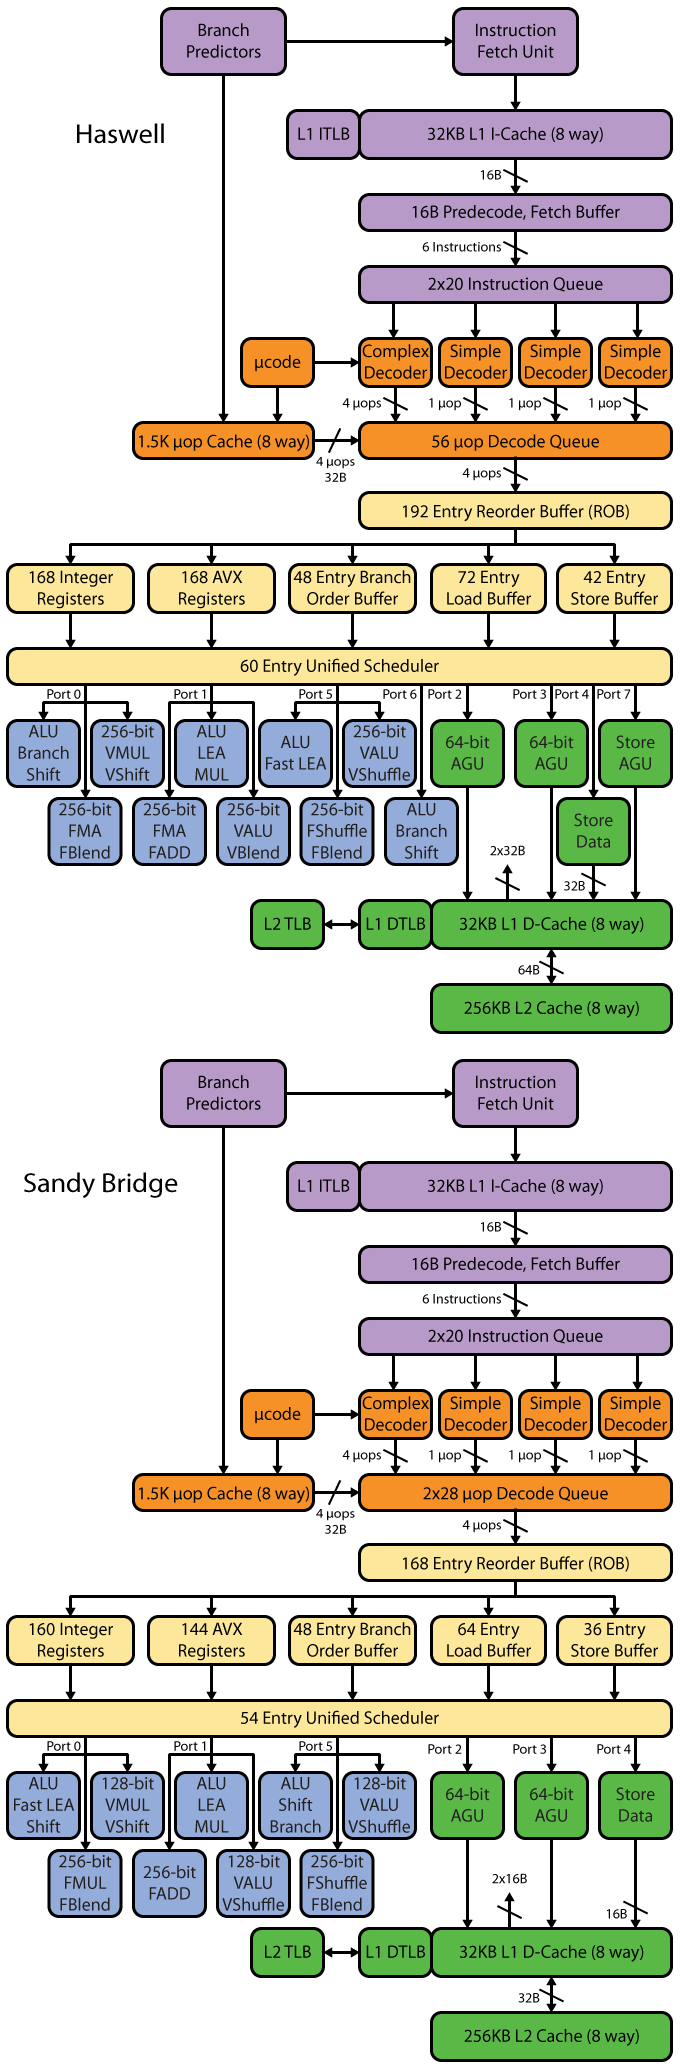 Branch
Predictors
Instruction
Fetch Unit
Haswell
L1 ITLB
32KB L1 I-Cache (8 way)
16B
16B Predecode, Fetch Buffer
6 Instructions
2x20 Instruction Queue
µcode
Complex
Decoder
Simple
Decoder
Simple
Decoder
Simple
Decoder
4 µops
1 µop
1 µop
1 µop
1.5K µop Cache (8 way)
4 µops
32B
56 µop Decode Queue
4 µops
192 Entry Reorder Buffer (ROB)
168 Integer
Registers
168 AVX
Registers
48 Entry Branch
Order Buffer
72 Entry
Load Buffer
42 Entry
Store Buffer
60 Entry Unified Scheduler
Port 0
Port 1
Port 5
Port 6
Port 2
Port 3
Port 4
Port 7
ALU
Branch
Shift
256-bit
VMUL
VShift
ALU
LEA
MUL
ALU
Fast LEA
256-bit
VALU
VShuffle
64-bit
AGU
64-bit
AGU
Store
AGU
256-bit
FMA
FBlend
256-bit
FMA
FADD
256-bit
VALU
VBlend
256-bit
FShuffle
FBlend
ALU
Branch
Shift
Store
Data
2x32B
32B
L2 TLB
L1 DTLB
32KB L1 D-Cache (8 way)
64B
256KB L2 Cache (8 way)
Branch
Predictors
Instruction
Fetch Unit
Sandy Bridge
L1 ITLB
32KB L1 I-Cache (8 way)
16B
16B Predecode, Fetch Buffer
6 Instructions
2x20 Instruction Queue
µcode
Complex
Decoder
Simple
Decoder
Simple
Decoder
Simple
Decoder
4 µops
1 µop
1 µop
1 µop
1.5K µop Cache (8 way)
4 µops
32B
2x28 µop Decode Queue
4 µops
168 Entry Reorder Buffer (ROB)
160 Integer
Registers
144 AVX
Registers
48 Entry Branch
Order Buffer
64 Entry
Load Buffer
36 Entry
Store Buffer
54 Entry Unified Scheduler
Port 0
Port 1
Port 5
Port 2
Port 3
Port 4
ALU
Fast LEA
Shift
128-bit
VMUL
VShift
ALU
LEA
MUL
ALU
Shift
Branch
128-bit
VALU
VShuffle
64-bit
AGU
64-bit
AGU
Store
Data
256-bit
FMUL
FBlend
256-bit
FADD
128-bit
VALU
VShuffle
256-bit
FShuffle
FBlend
2x16B
16B
L2 TLB
L1 DTLB
32KB L1 D-Cache (8 way)
32B
256KB L2 Cache (8 way)